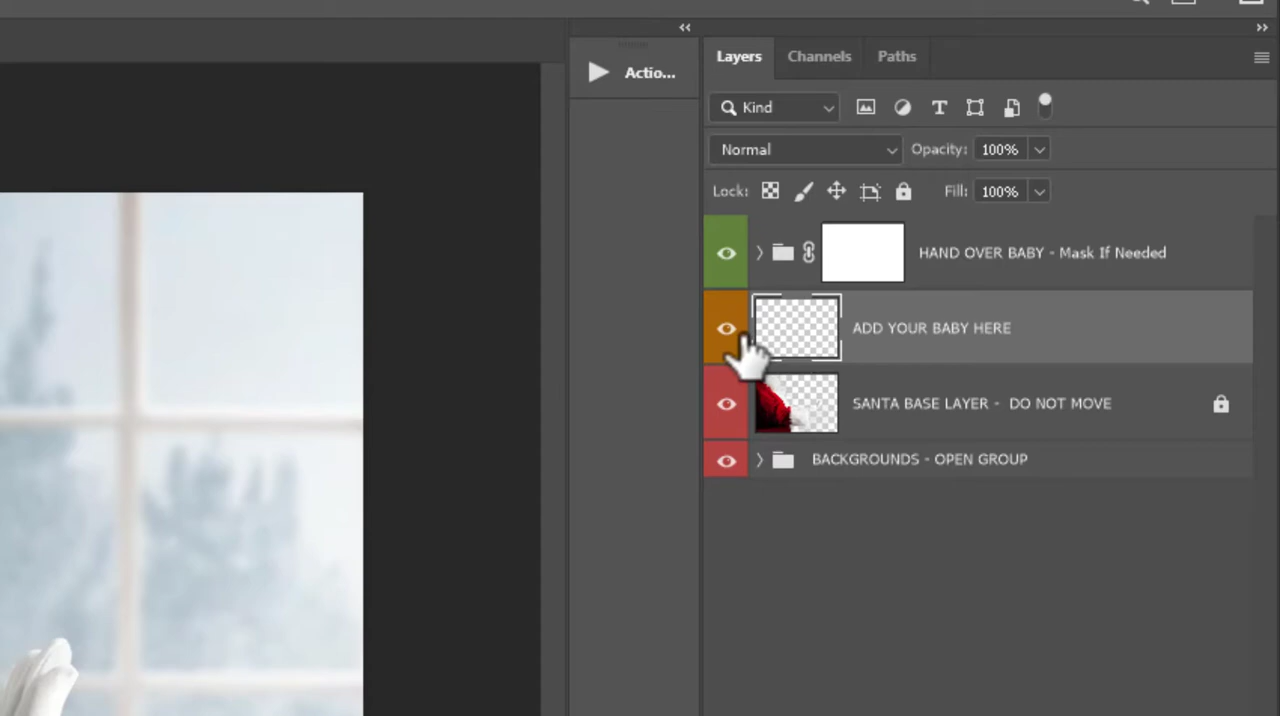 Actio...
Layers Channels Paths
Kind
Normal Opacity: 100%
Lock: Fill: 100%
HAND OVER BABY - Mask If Needed
ADD YOUR BABY HERE
SANTA BASE LAYER - DO NOT MOVE
BACKGROUNDS - OPEN GROUP